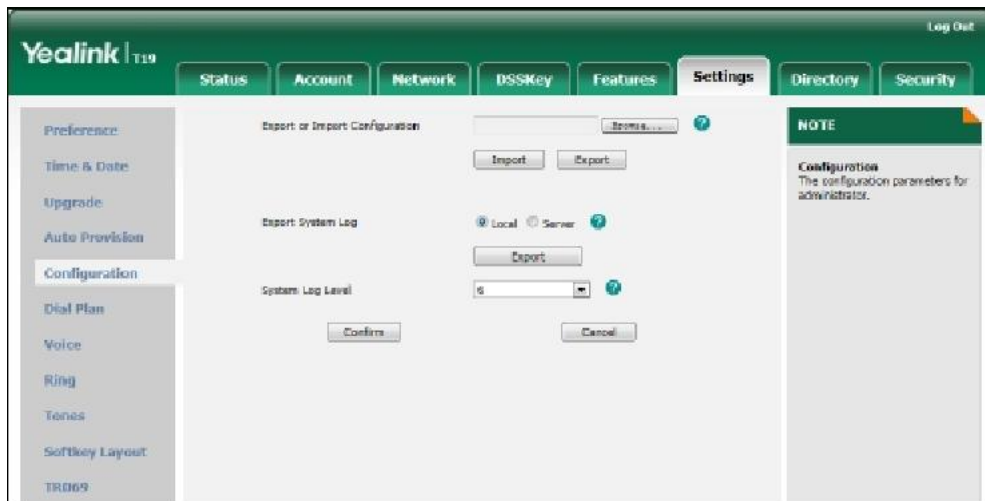 Log Out
Yealink T19
Status Account Network DSSKey Features Settings Directory Security
Preference
Time & Date
Upgrade
Auto Provision
Configuration
Dial Plan
Voice
Ring
Tones
Softkey Layout
TR069
Export or Import Configuration Browse...
Import Export
Export System Log Local Server
Export
System Log Level 6
Confirm Cancel
NOTE
Configuration
The configuration parameters for
administrator.